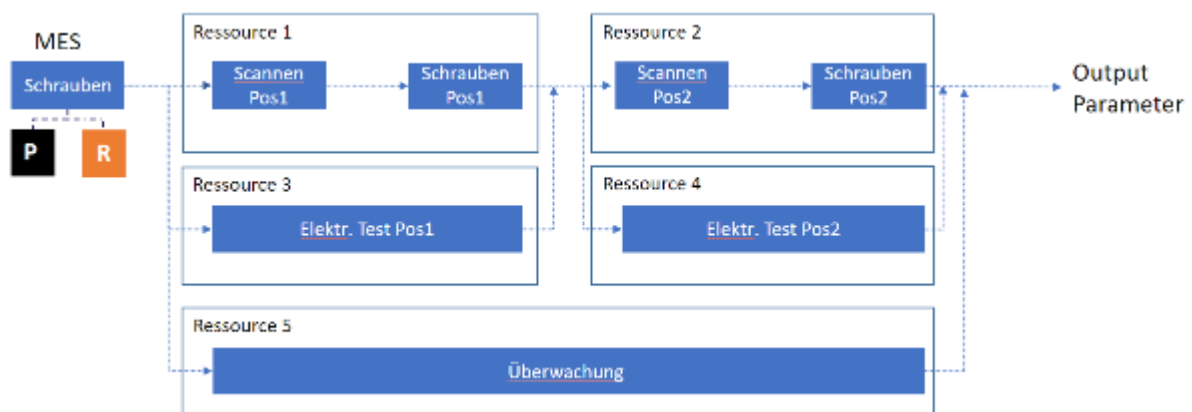 MES
Schrauben
P
R
Ressource 1
Scannen
Pos1
Schrauben
Pos1
Ressource 2
Scannen
Pos2
Schrauben
Pos2
Output
Parameter
Ressource 3
Elektr. Test Pos1
Ressource 4
Elektr. Test Pos2
Ressource 5
Überwachung